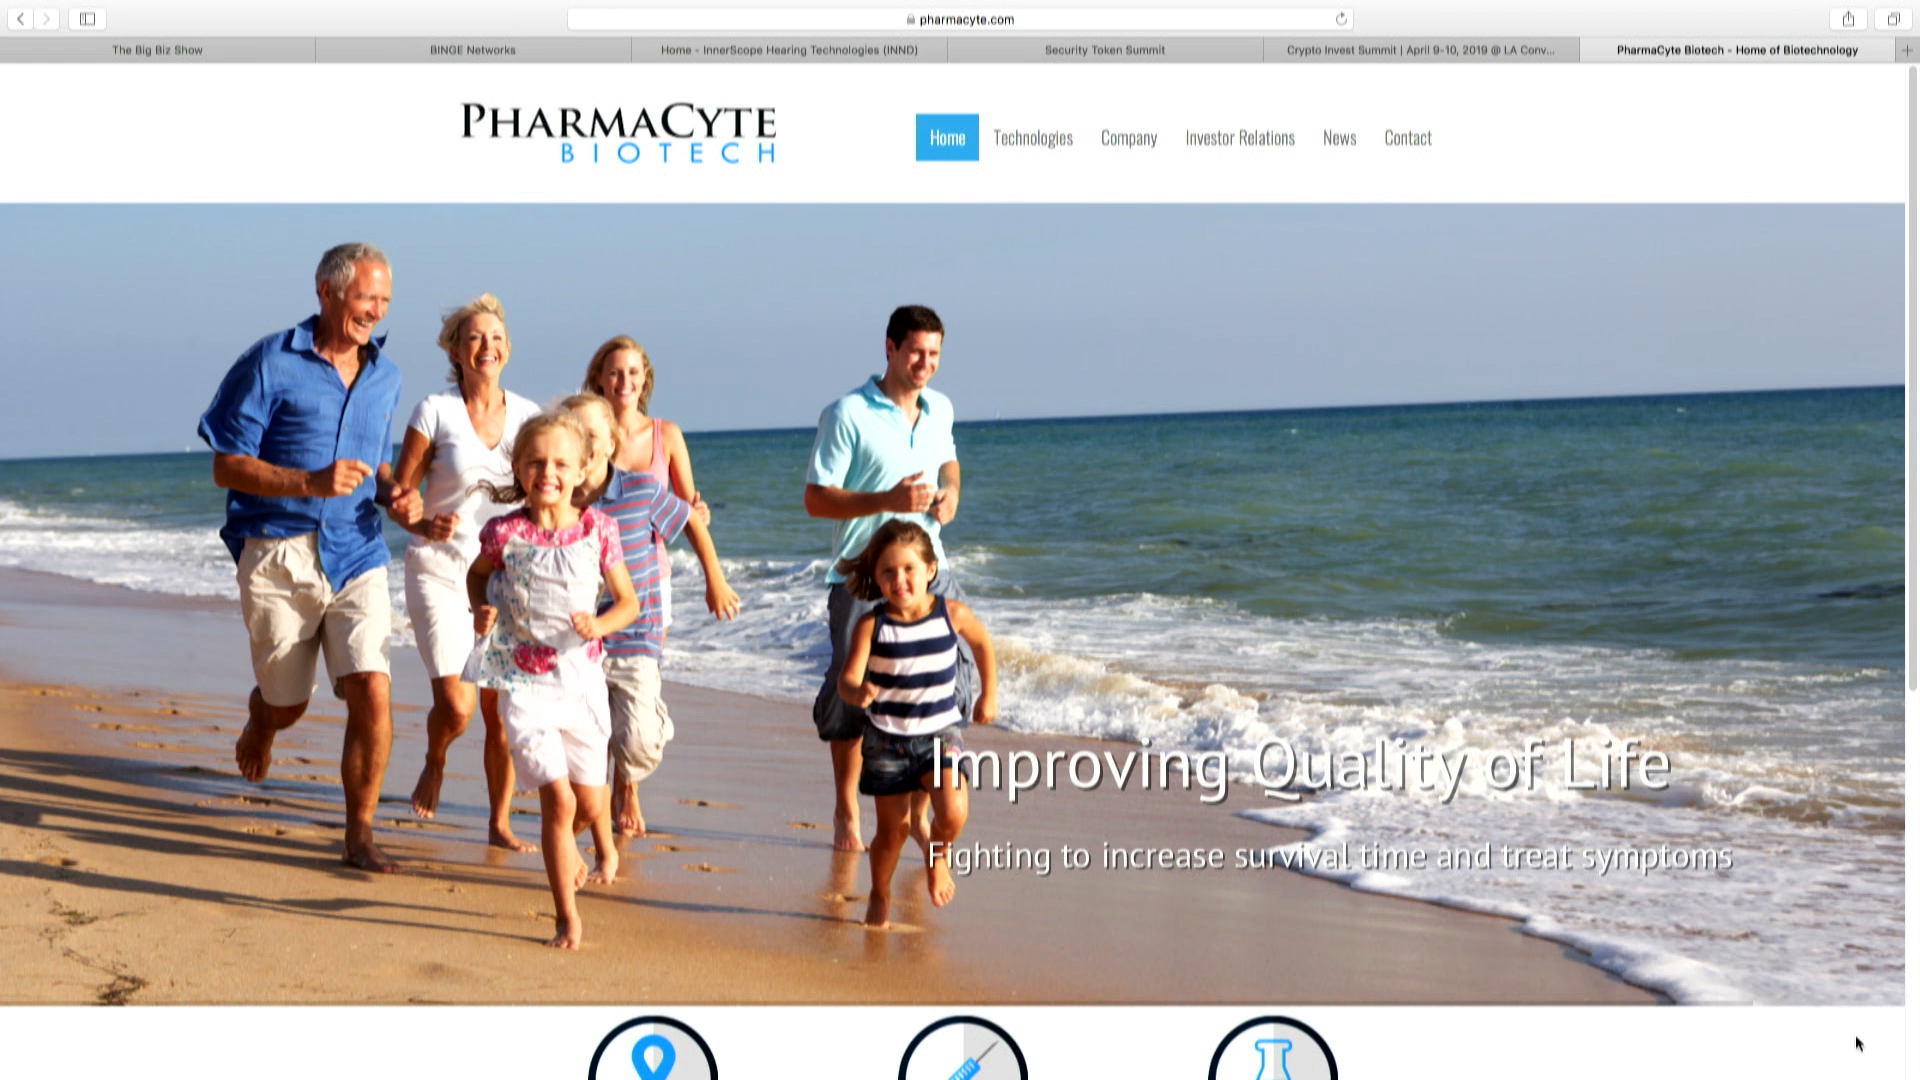 pharmacyte.com
The Big Biz Show
BINGE Networks
Home - InnerScope Hearing Technologies (INND)
Security Token Summit
Crypto Invest Summit | April 9-10, 2019 @ LA Conv...
PharmaCyte Biotech - Home of Biotechnology
PHARMACYTE
BIOTECH
Home
Technologies
Company
Investor Relations
News
Contact
Improving Quality of Life
Fighting to increase survival time and treat symptoms